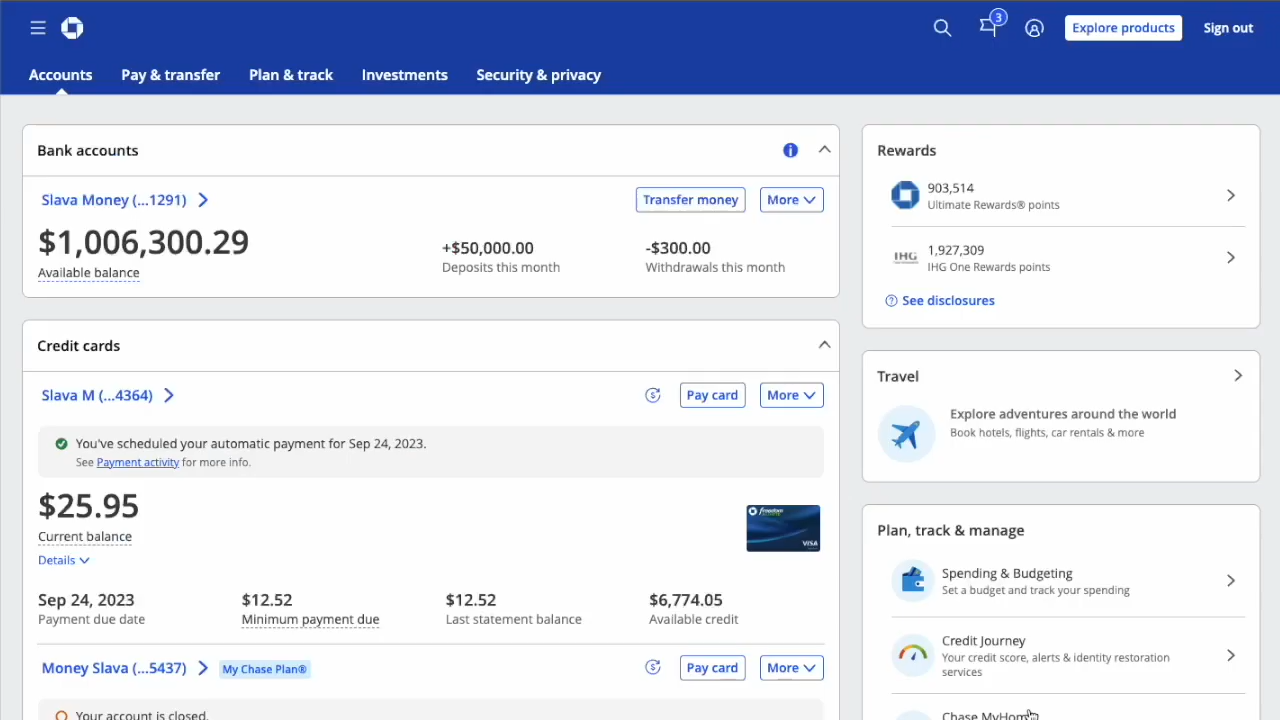 3
Explore products
Sign out
Accounts
Pay & transfer
Plan & track
Investments
Security & privacy
Bank accounts
Slava Money (...1291)
Transfer money
More
$1,006,300.29
Available balance
+$50,000.00
Deposits this month
-$300.00
Withdrawals this month
Credit cards
Slava M (...4364)
Pay card
More
You've scheduled your automatic payment for Sep 24, 2023.
See Payment activity for more info.
$25.95
Current balance
Details
freedom
VISA
Sep 24, 2023
Payment due date
$12.52
Minimum payment due
$12.52
Last statement balance
$6,774.05
Available credit
Money Slava (...5437)
My Chase Plan®
Pay card
More
Your account is closed.
Rewards
903,514
Ultimate Rewards® points
IHG
1,927,309
IHG One Rewards points
See disclosures
Travel
Explore adventures around the world
Book hotels, flights, car rentals & more
Plan, track & manage
Spending & Budgeting
Set a budget and track your spending
Credit Journey
Your credit score, alerts & identity restoration
services
Chase MyHome